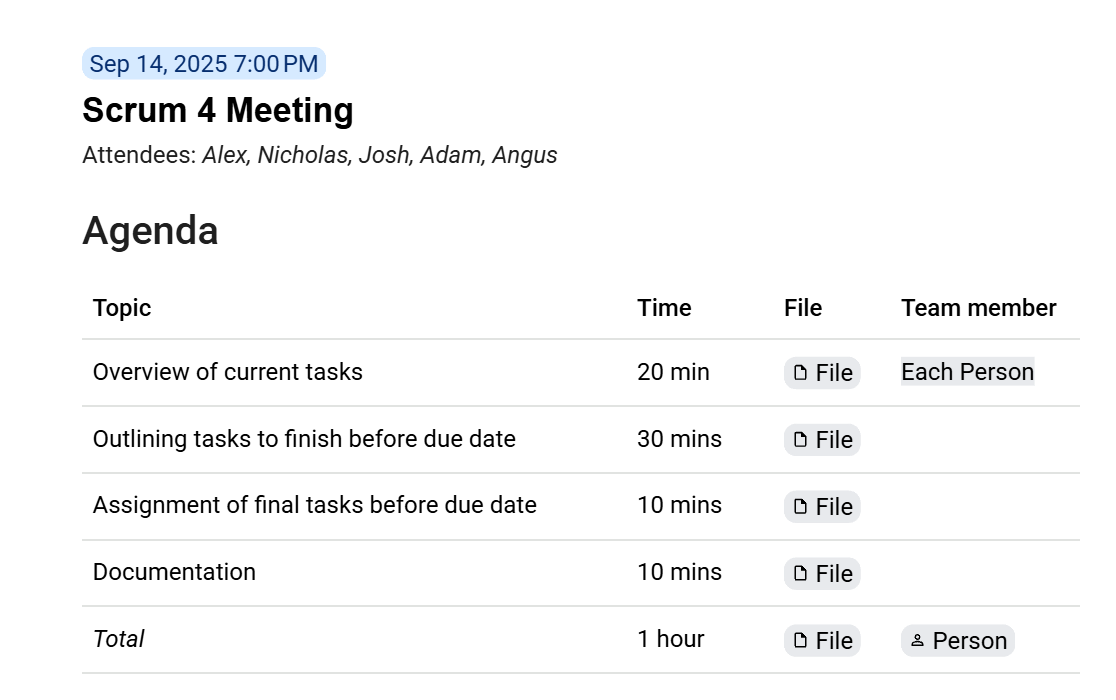 Sep 14, 2025 7:00 PM
Scrum 4 Meeting
Attendees: Alex, Nicholas, Josh, Adam, Angus
Agenda
Topic Time File Team member
Overview of current tasks 20 min File Each Person
Outlining tasks to finish before due date 30 mins File
Assignment of final tasks before due date 10 mins File
Documentation 10 mins File
Total 1 hour File Person